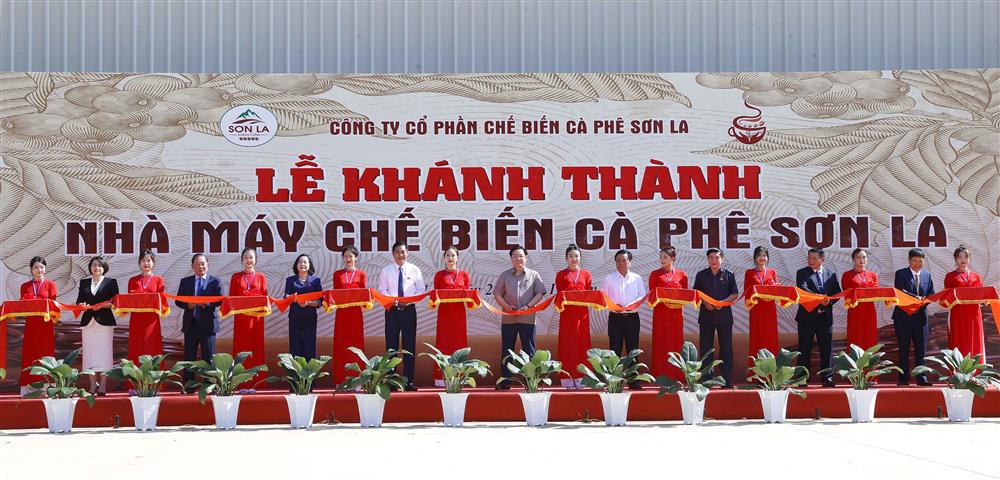 SƠN LA
CÔNG TY CỔ PHẦN CHẾ BIẾN CÀ PHÊ SƠN LA
LỄ KHÁNH THÀNH
NHÀ MÁY CHẾ BIẾN CÀ PHÊ SƠN LA